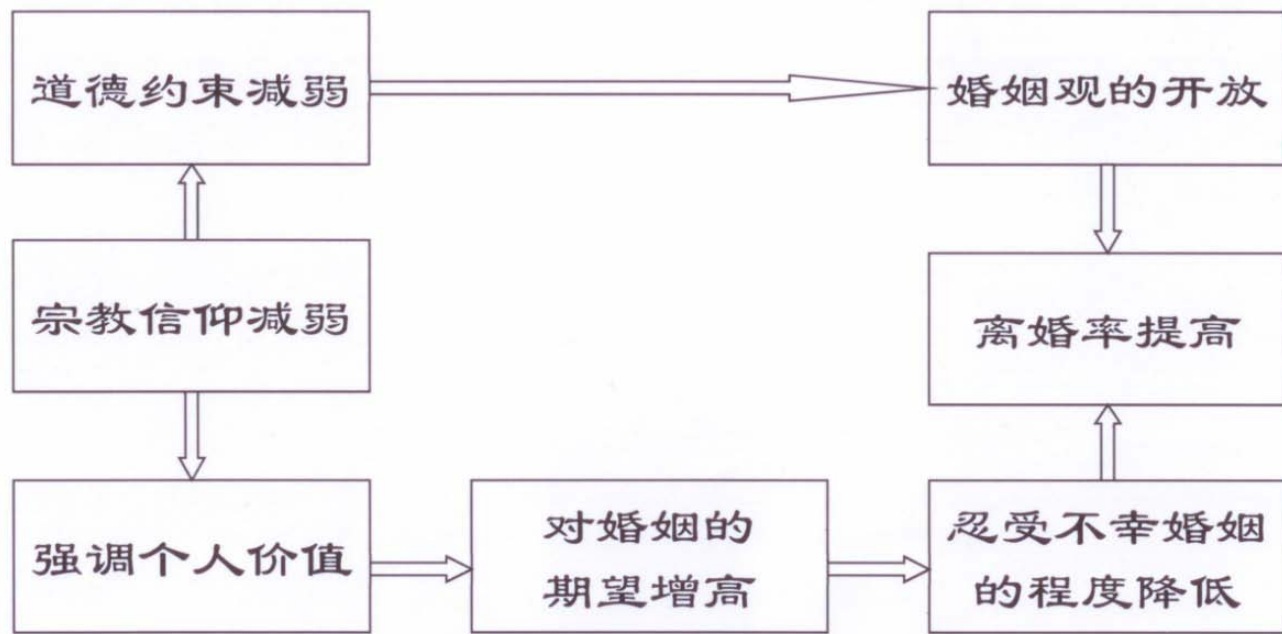 道德约束减弱
婚姻观的开放
宗教信仰减弱
离婚率提高
强调个人价值
对婚姻的
期望增高
忍受不幸婚姻
的程度降低